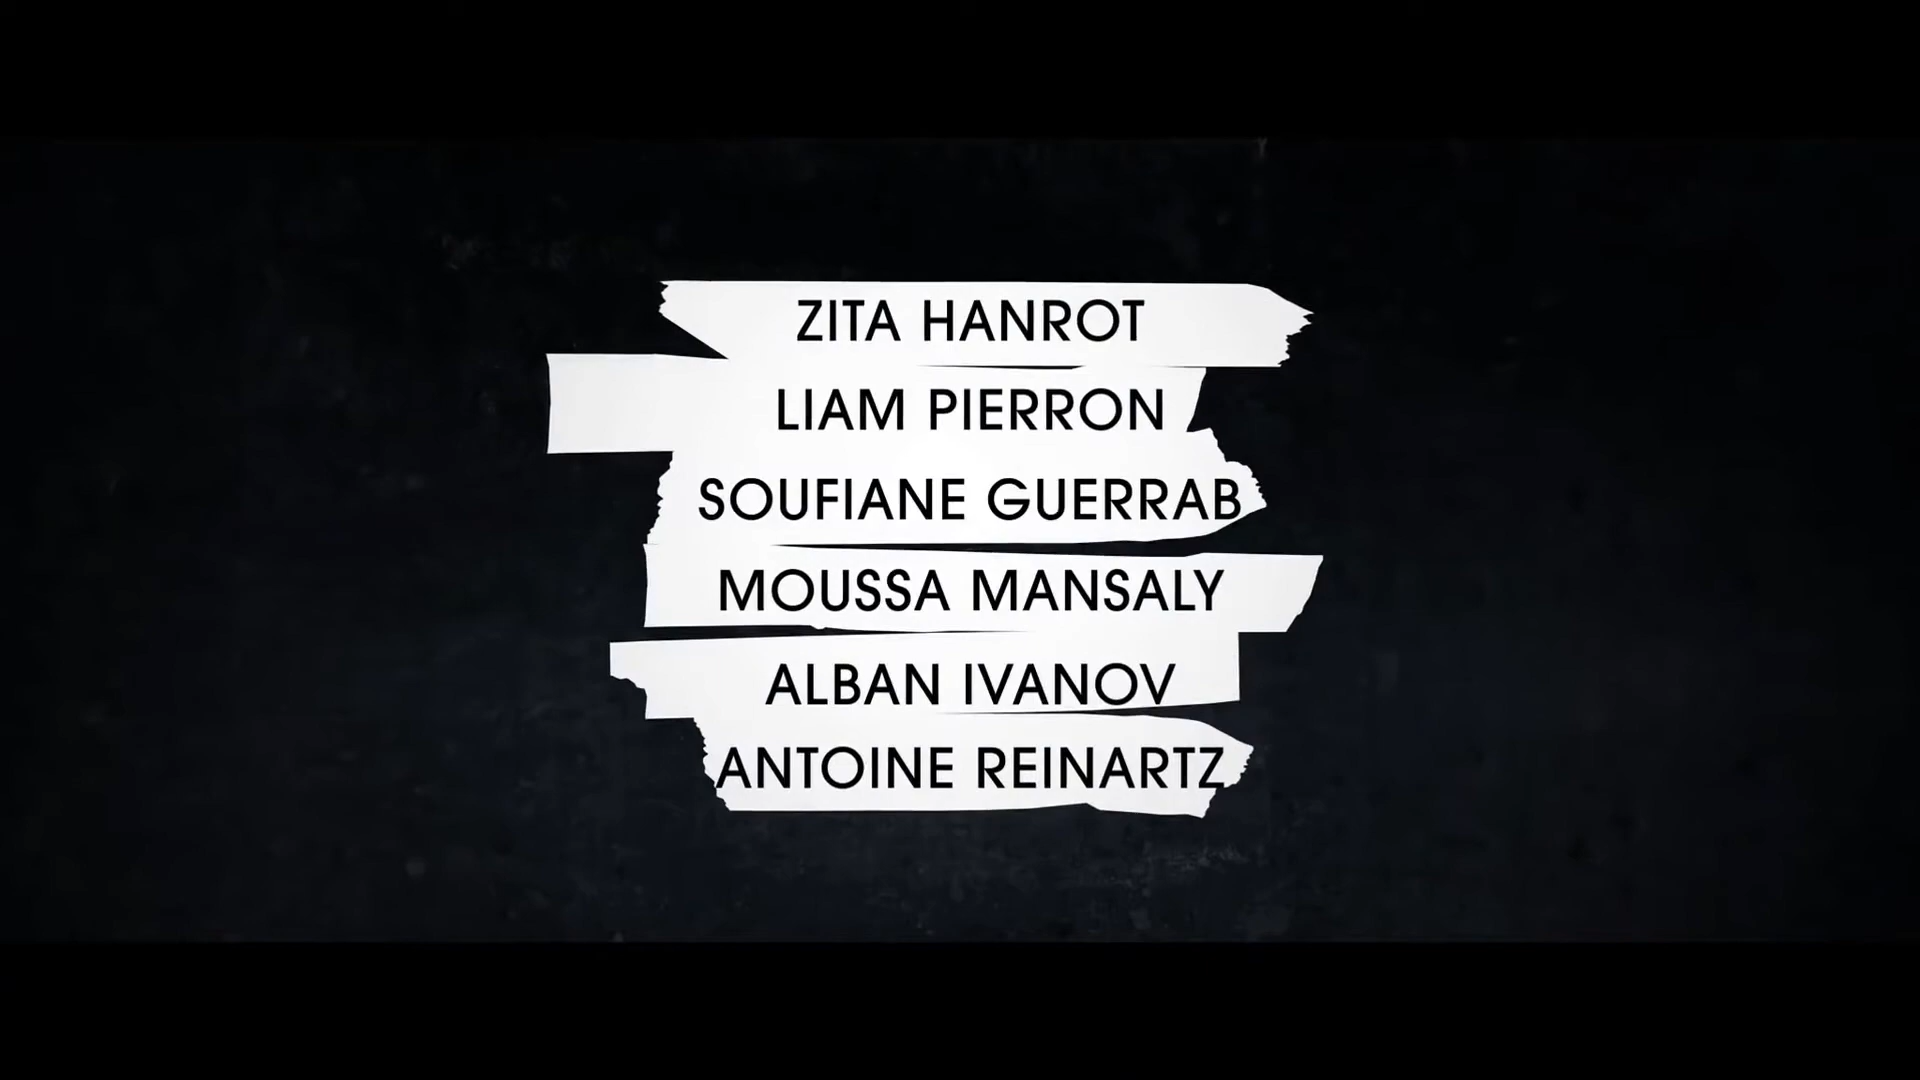 ZITA HANROT
LIAM PIERRON
SOUFIANE GUERRAB
MOUSSA MANSALY
ALBAN IVANOV
ANTOINE REINARTZ